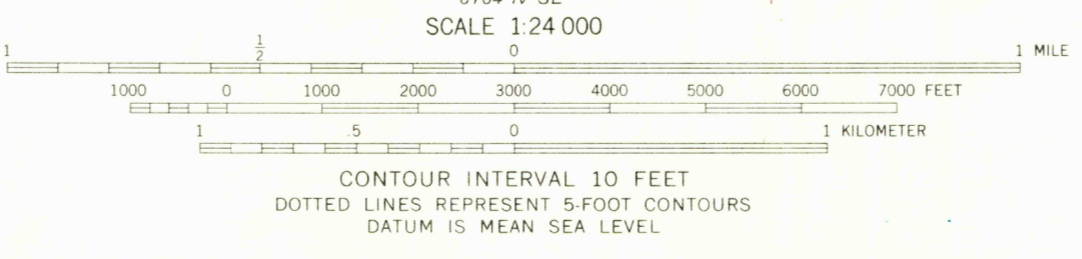 SCALE 1:24 000
1 1/2 0 1 MILE
1000 0 1000 2000 3000 4000 5000 6000 7000 FEET
1 .5 0 1 KILOMETER
CONTOUR INTERVAL 10 FEET
DOTTED LINES REPRESENT 5-FOOT CONTOURS
DATUM IS MEAN SEA LEVEL